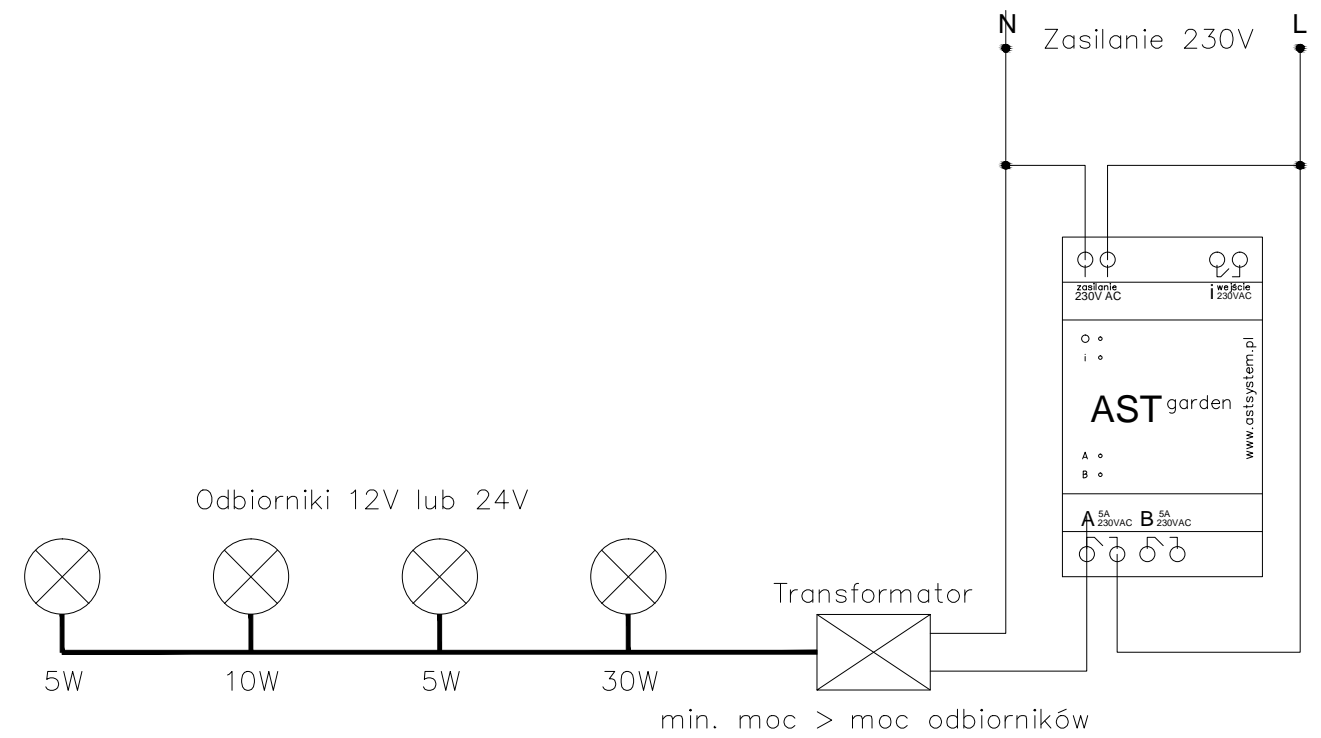 N Zasilanie 230V L
zasilanie
230V AC
i wejście
230VAC
i
AST garden
www.astsystem.pl
A
B
A 5A
230VAC
B 5A
230VAC
Odbiorniki 12V lub 24V
Transformator
5W 10W 5W 30W
min. moc > moc odbiorników